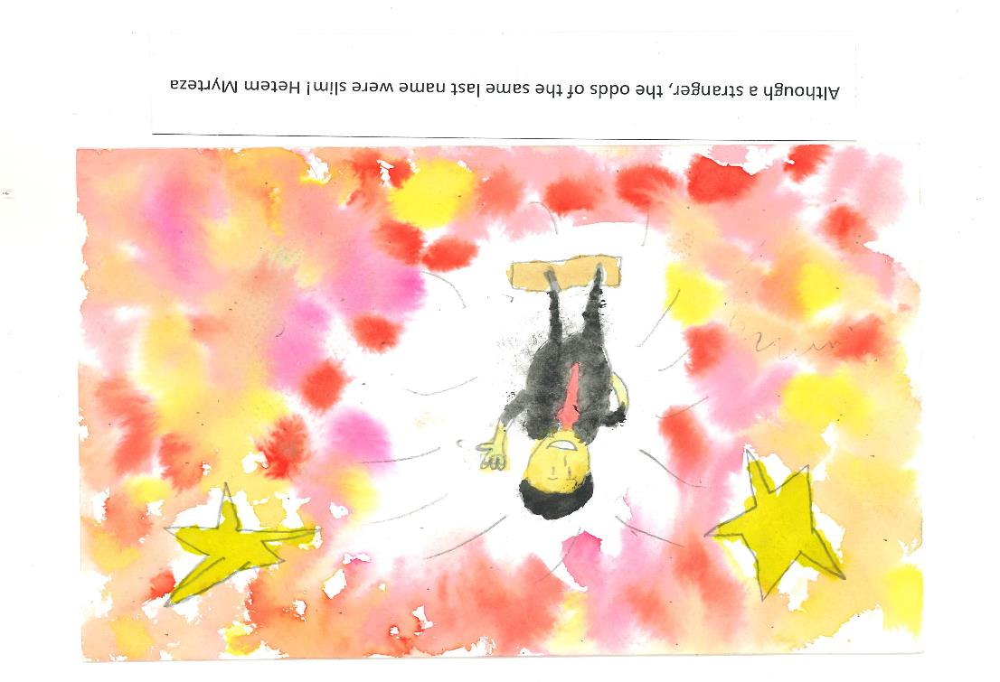 Although a stranger, the odds of the same last name were slim! Hetem Myrteza